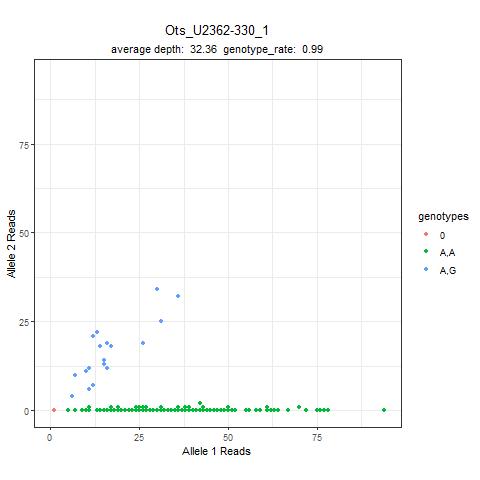 Ots_U2362-330_1
average depth: 32.36 genotype_rate: 0.99
75
50
25
0
Allele 2 Reads
0 25 50 75
Allele 1 Reads
genotypes
0
A,A
A,G